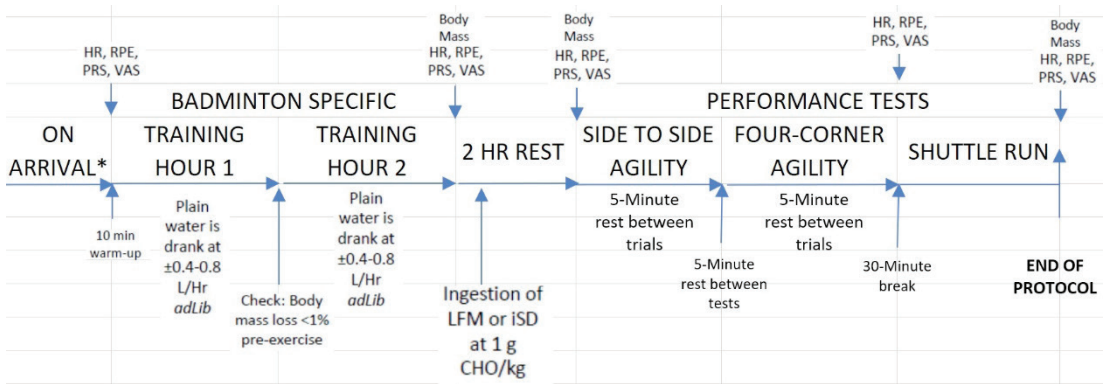 HR, RPE,
PRS, VAS
Body
Mass
HR, RPE,
PRS, VAS
Body
Mass
HR, RPE,
PRS, VAS
HR, RPE,
PRS, VAS
Body
Mass
HR, RPE,
PRS, VAS
BADMINTON SPECIFIC
PERFORMANCE TESTS
ON
ARRIVAL*
TRAINING
HOUR 1
TRAINING
HOUR 2
2 HR REST
SIDE TO SIDE
AGILITY
FOUR-CORNER
AGILITY
SHUTTLE RUN
10 min
warm-up
Plain
water is
drank at
±0.4-0.8
L/Hr
adLib
Check: Body
mass loss <1%
pre-exercise
Plain
water is
drank at
±0.4-0.8
L/Hr
adLib
Ingestion of
LFM or iSD
at 1 g
CHO/kg
5-Minute
rest between
trials
5-Minute
rest between
tests
5-Minute
rest between
trials
30-Minute
break
END OF
PROTOCOL